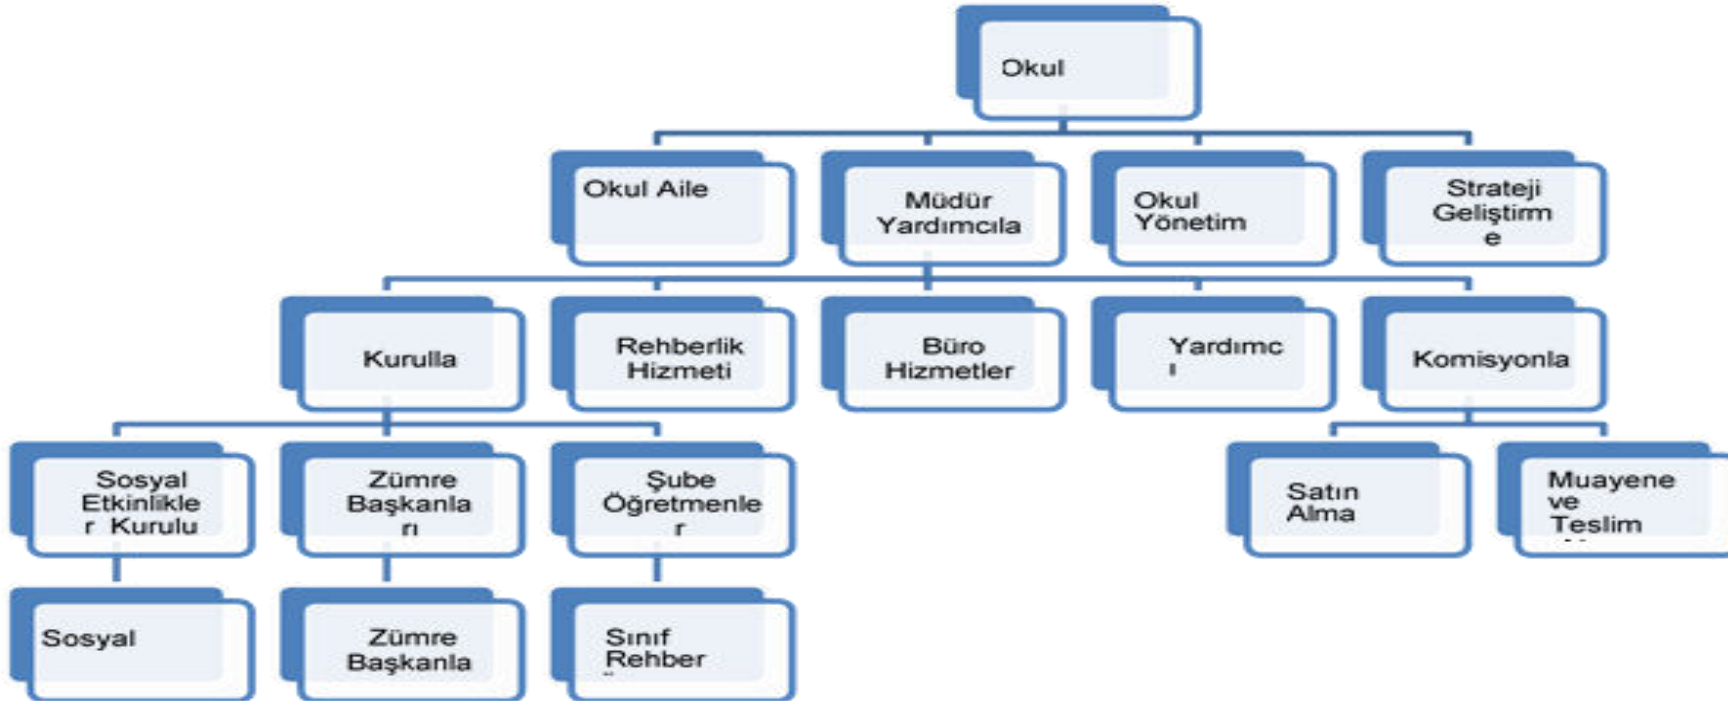 Okul
Okul Aile
Müdür
Yardımcıla
Okul
Yönetim
Strateji
Geliştirm
e
Kurulla
Rehberlik
Hizmeti
Büro
Hizmetler
Yardımc
ı
Komisyonla
Sosyal
Etkinlikle
r Kurulu
Zümre
Başkanla
rı
Şube
Öğretmenle
r
Satın
Alma
Muayene
ve
Teslim
Sosyal
Zümre
Başkanla
Sınıf
Rehber